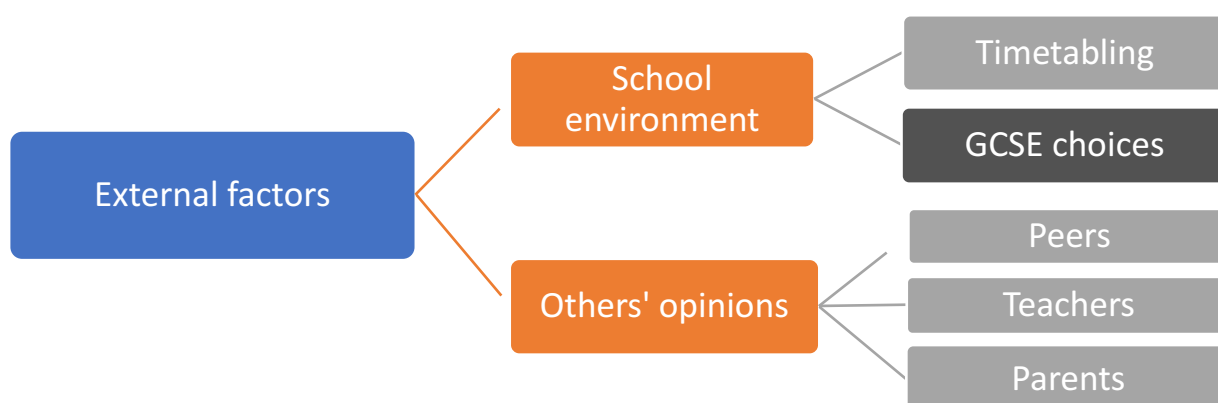 External factors
School
environment
Others' opinions
Timetabling
GCSE choices
Peers
Teachers
Parents